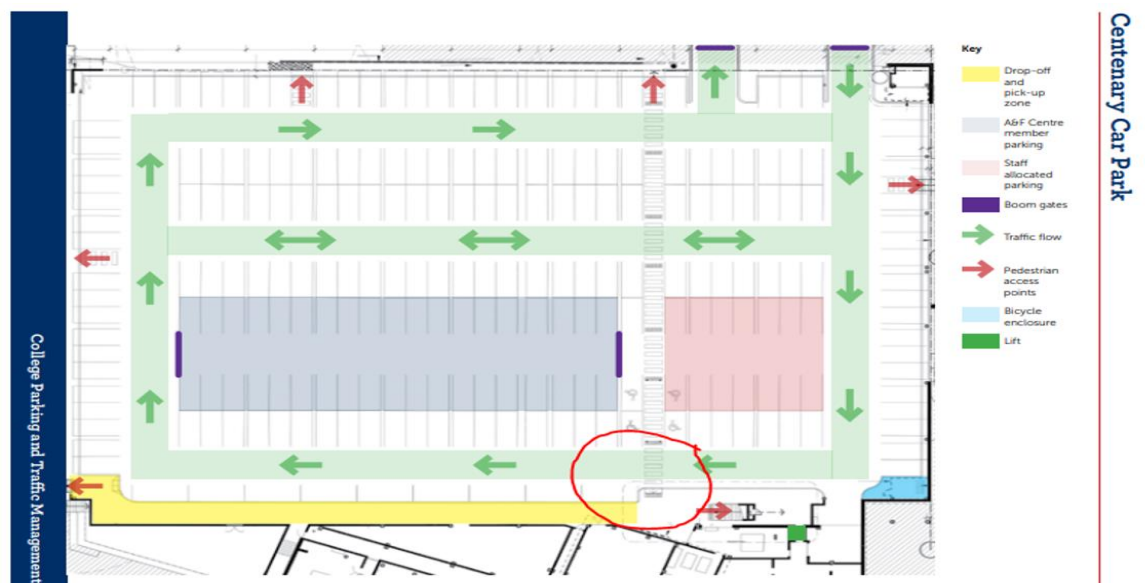 Centenary Car Park
College Parking and Traffic Management
Key
Drop-off
and
pick-up
zone
A&F Centre
member
parking
Staff
allocated
parking
Boom gates
Traffic flow
Pedestrian
access
points
Bicycle
enclosure
Lift